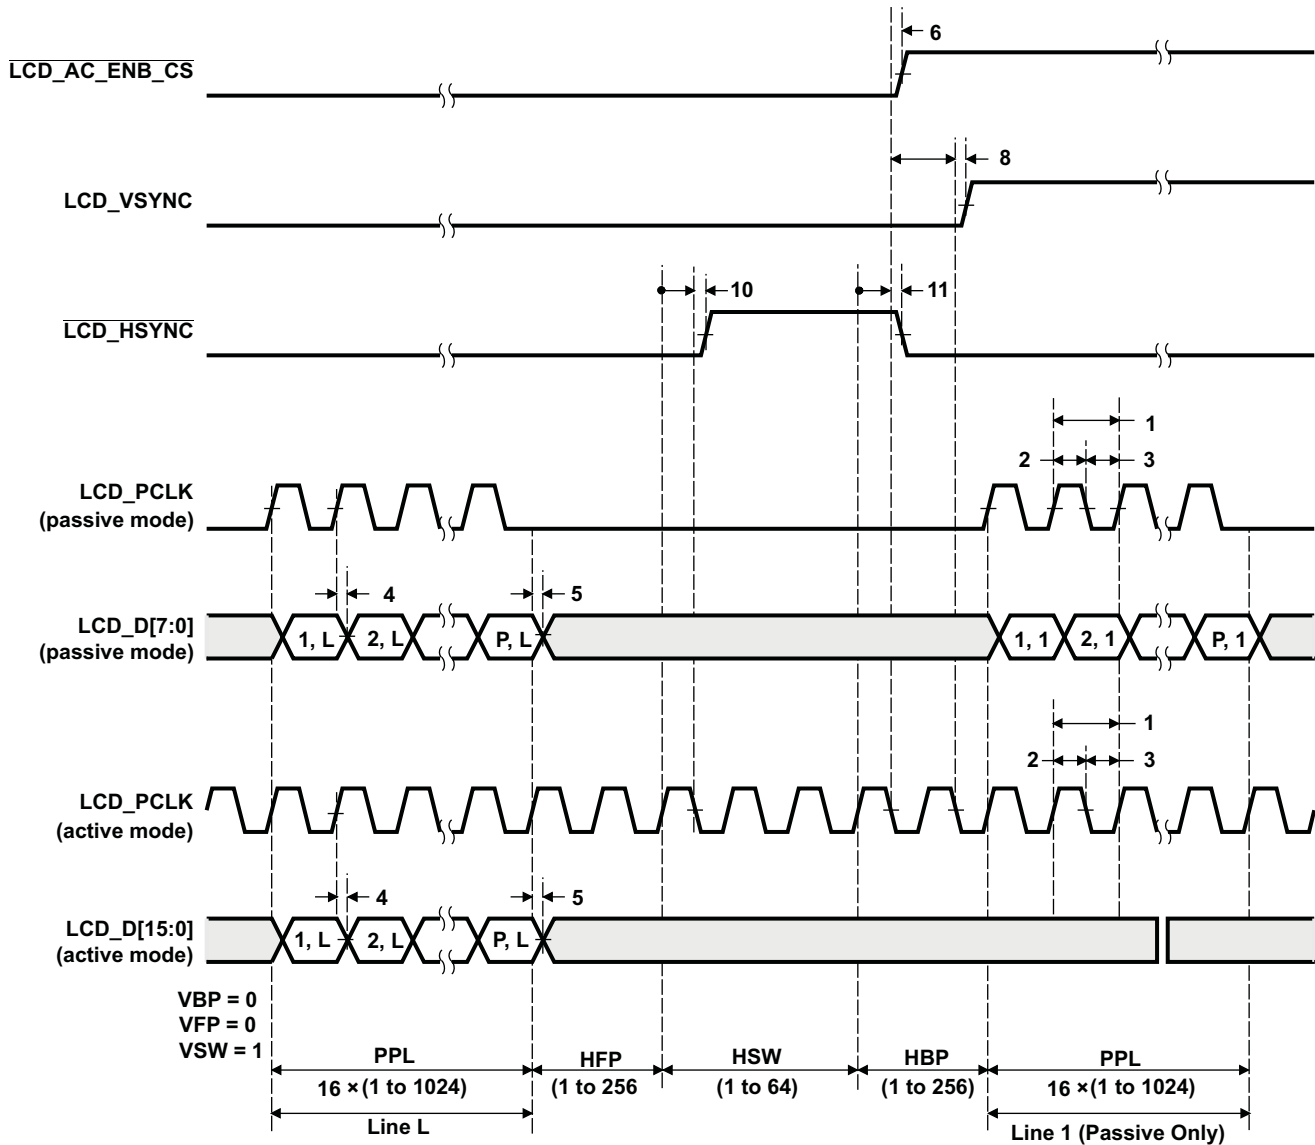 6
LCD_AC_ENB_CS
8
LCD_VSYNC
10
11
LCD_HSYNC
1
2
3
LCD_PCLK
(passive mode)
4
5
LCD_D[7:0]
(passive mode)
1, L
2, L
P, L
1, 1
2, 1
P, 1
1
2
3
LCD_PCLK
(active mode)
4
5
LCD_D[15:0]
(active mode)
1, L
2, L
P, L
VBP = 0
VFP = 0
VSW = 1
PPL
16 × (1 to 1024)
HFP
(1 to 256
HSW
(1 to 64)
HBP
(1 to 256)
PPL
16 × (1 to 1024)
Line L
Line 1 (Passive Only)